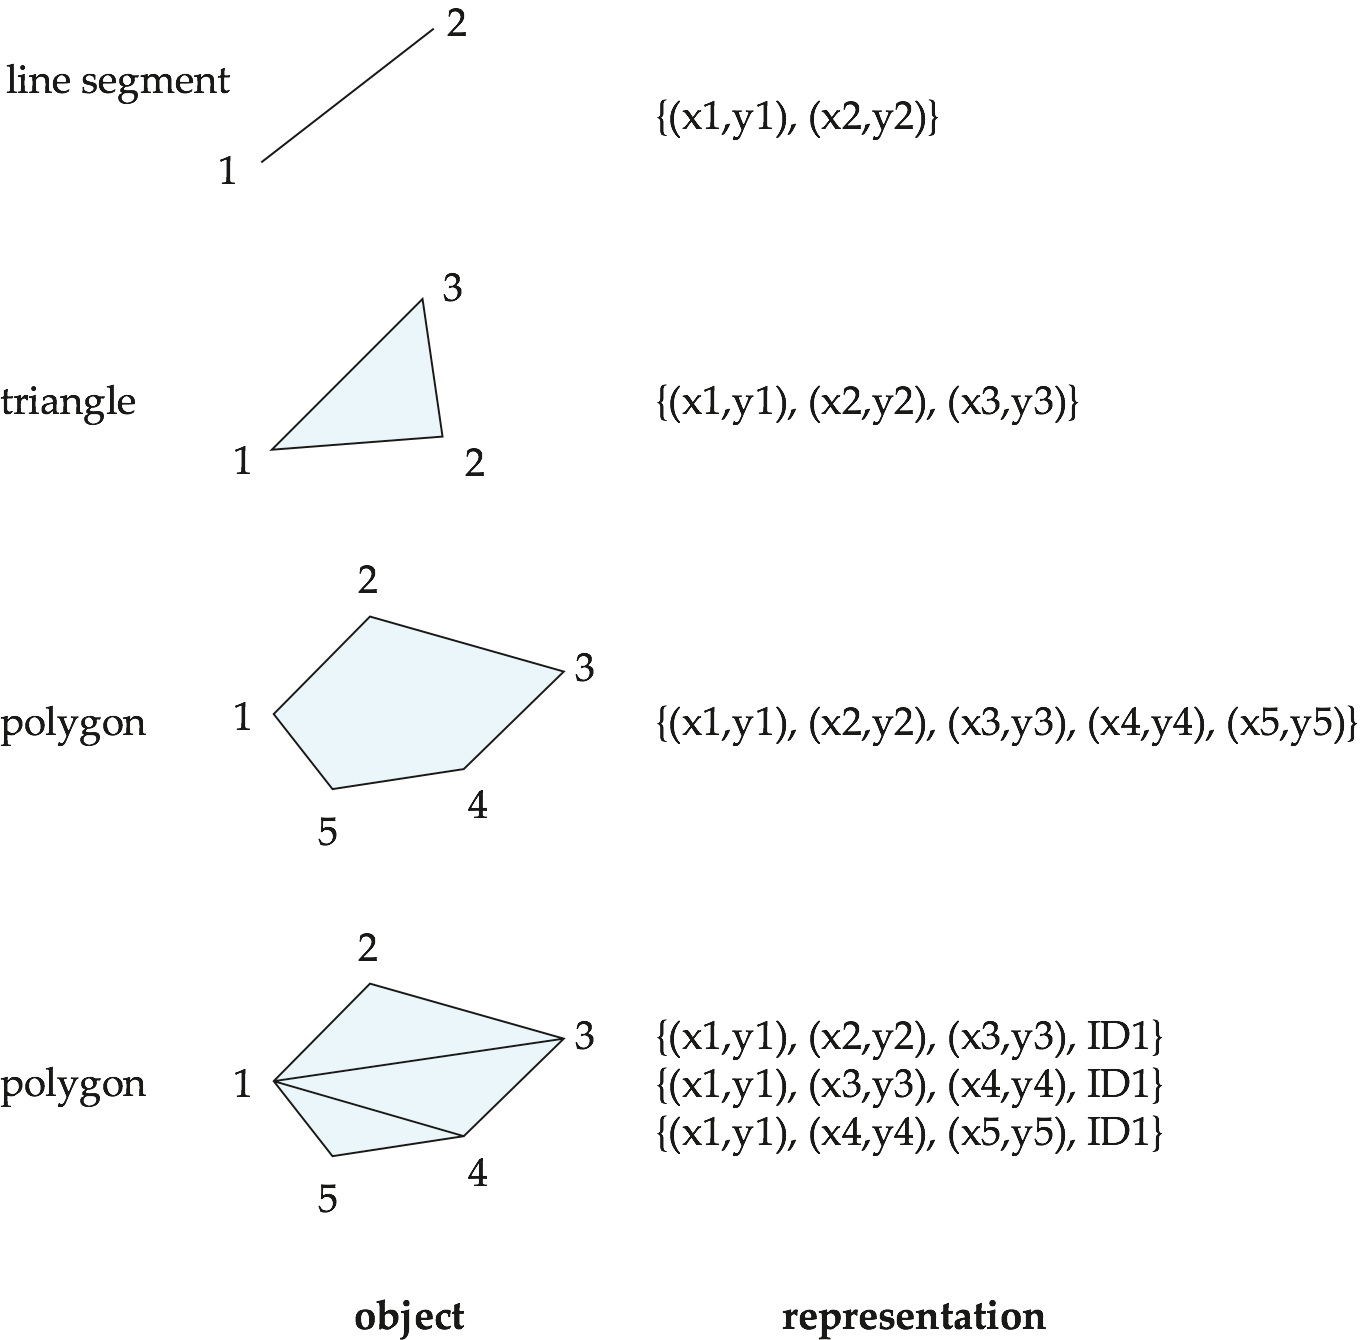 2
line segment
{(x1,y1), (x2,y2)}
1
3
triangle
{(x1,y1), (x2,y2), (x3,y3)}
1
2
2
3
polygon
1
{(x1,y1), (x2,y2), (x3,y3), (x4,y4), (x5,y5)}
4
5
2
3
{(x1,y1), (x2,y2), (x3,y3), ID1}
polygon
1
{(x1,y1), (x3,y3), (x4,y4), ID1}
{(x1,y1), (x4,y4), (x5,y5), ID1}
4
5
object
representation